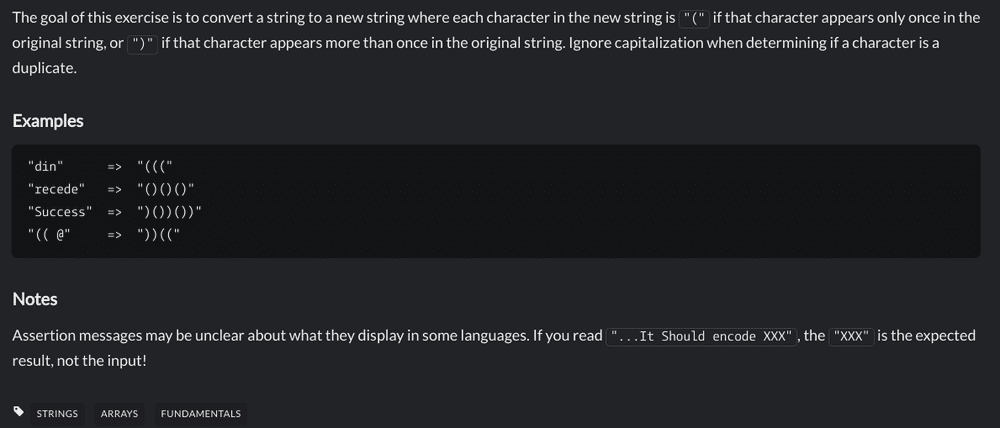 The goal of this exercise is to convert a string to a new string where each character in the new string is "(" if that character appears only once in the
original string, or ")" if that character appears more than once in the original string. Ignore capitalization when determining if a character is a
duplicate.
Examples
"din" => "((("
"recede" => "()()()"
"Success" => ")())())"
"(( @" => "))(("
Notes
Assertion messages may be unclear about what they display in some languages. If you read "...It Should encode XXX", the "XXX" is the expected
result, not the input!
STRINGS ARRAYS FUNDAMENTALS